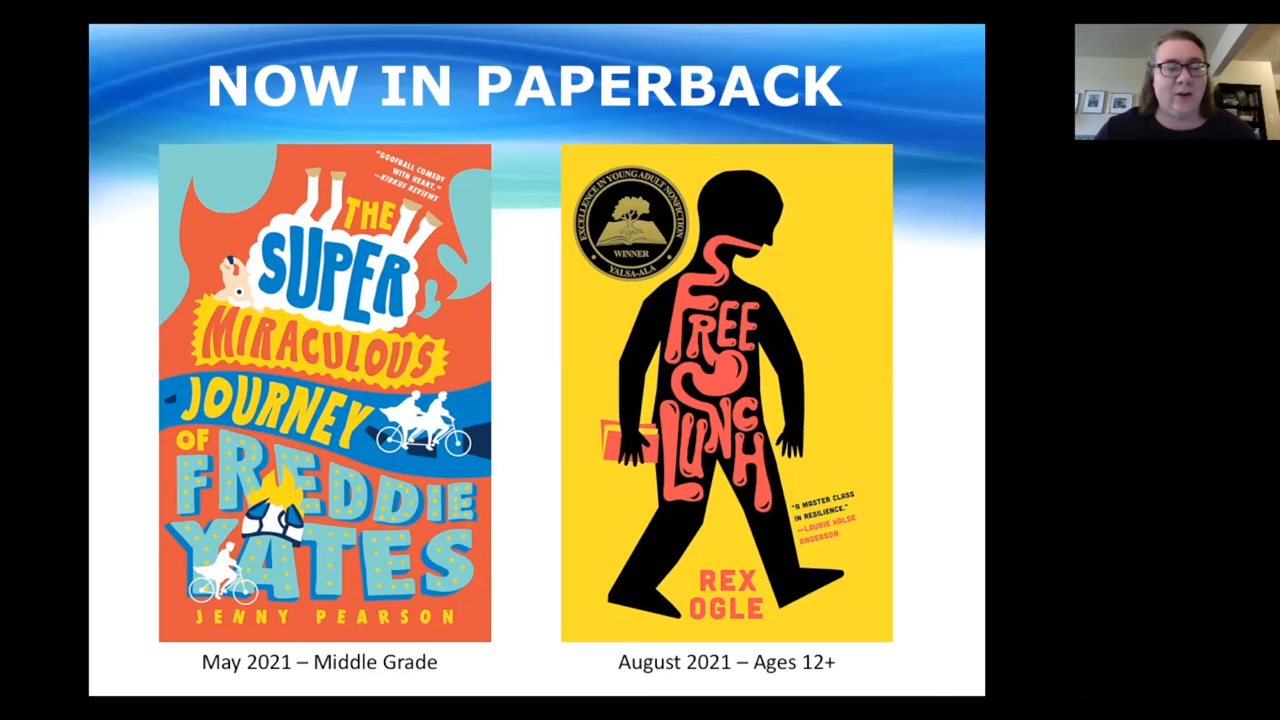 NOW IN PAPERBACK
"GOOFBALL COMEDY
WITH HEART."
—KIRKUS REVIEWS
THE
SUPER
MIRACULOUS
JOURNEY
OF
FREDDIE
YATES
JENNY PEARSON
May 2021 – Middle Grade
EXCELLENCE IN YOUNG ADULT NONFICTION
WINNER
YALSA-ALA
FREE
LUNCH
"A MASTER CLASS
IN RESILIENCE."
—LAURIE HALSE
ANDERSON
REX
OGLE
August 2021 – Ages 12+